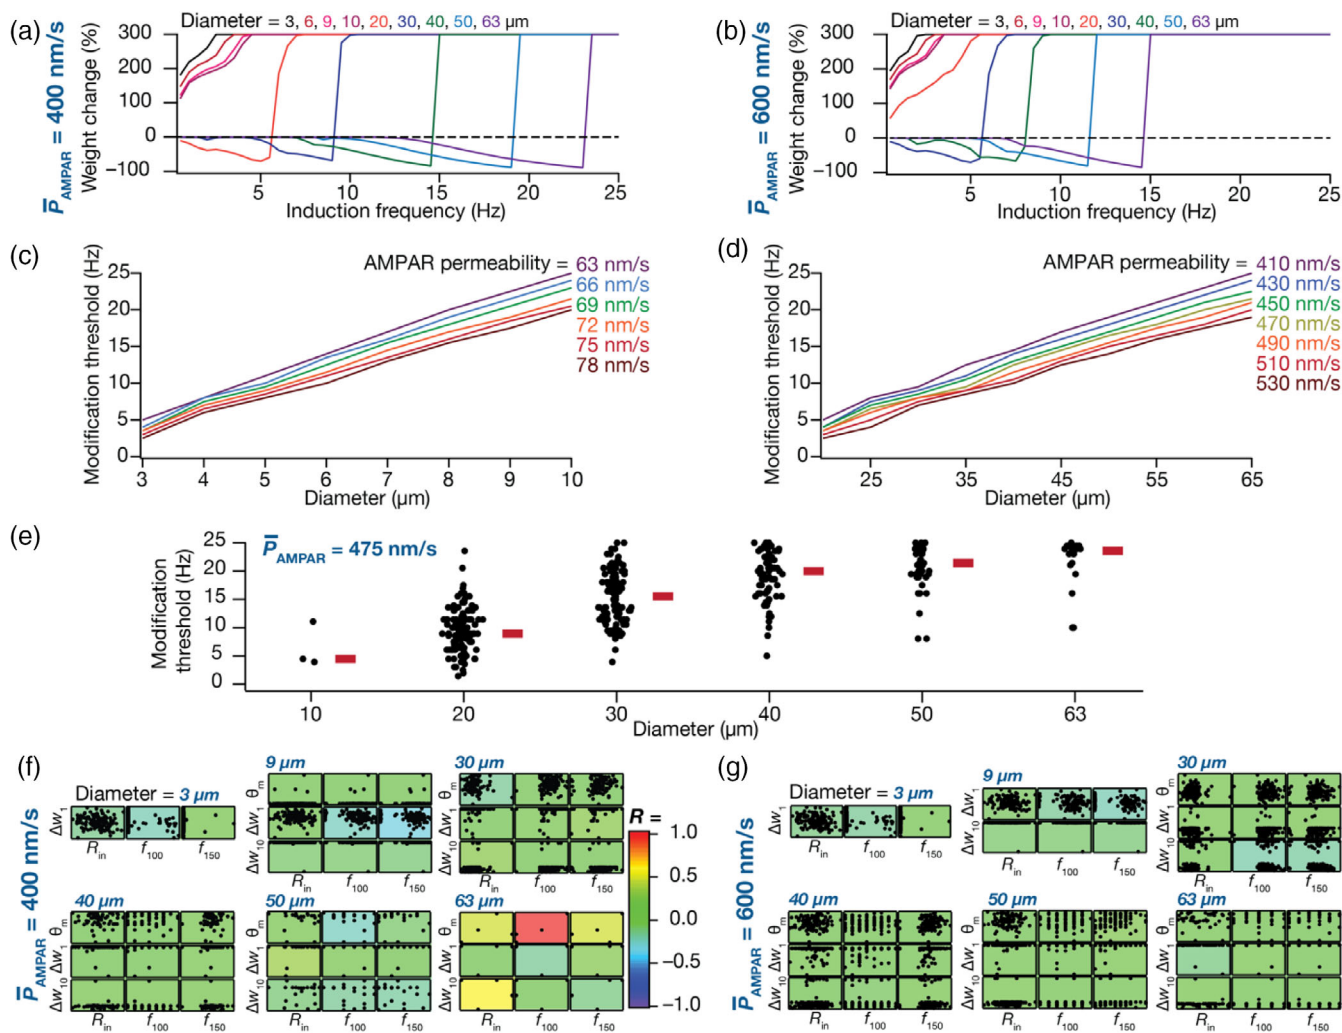 (a)
P̅AMPAR = 400 nm/s
Diameter = 3, 6, 9, 10, 20, 30, 40, 50, 63 µm
Weight change (%)
300
200
100
0
−100
5
10
15
20
25
Induction frequency (Hz)
(b)
P̅AMPAR = 600 nm/s
Diameter = 3, 6, 9, 10, 20, 30, 40, 50, 63 µm
Weight change (%)
300
200
100
0
−100
5
10
15
20
25
Induction frequency (Hz)
(c)
Modification threshold (Hz)
25
20
15
10
5
0
AMPAR permeability = 63 nm/s
66 nm/s
69 nm/s
72 nm/s
75 nm/s
78 nm/s
3
4
5
6
7
8
9
10
Diameter (µm)
(d)
Modification threshold (Hz)
25
20
15
10
5
0
AMPAR permeability = 410 nm/s
430 nm/s
450 nm/s
470 nm/s
490 nm/s
510 nm/s
530 nm/s
25
35
45
55
65
Diameter (µm)
(e)
P̅AMPAR = 475 nm/s
Modification
threshold (Hz)
25
20
15
10
5
0
10
20
30
40
50
63
Diameter (µm)
(f)
P̅AMPAR = 400 nm/s
Diameter = 3 µm
Δw1
Rin f100 f150
9 µm
θm
Δw1
Δw10
Rin f100 f150
30 µm
θm
Δw1
Δw10
Rin f100 f150
R =
1.0
0.5
0.0
−0.5
−1.0
40 µm
θm
Δw1
Δw10
Rin f100 f150
50 µm
θm
Δw1
Δw10
Rin f100 f150
63 µm
θm
Δw1
Δw10
Rin f100 f150
(g)
P̅AMPAR = 600 nm/s
Diameter = 3 µm
Δw1
Rin f100 f150
9 µm
Δw1
Δw10
Rin f100 f150
30 µm
θm
Δw1
Δw10
Rin f100 f150
40 µm
θm
Δw1
Δw10
Rin f100 f150
50 µm
θm
Δw1
Δw10
Rin f100 f150
63 µm
θm
Δw1
Δw10
Rin f100 f150